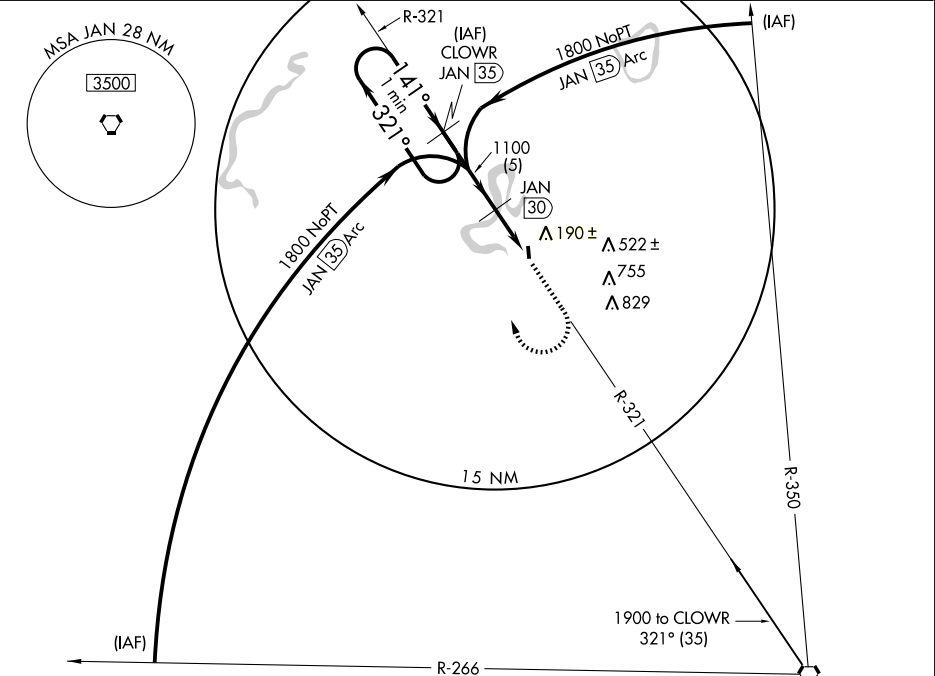 MSA JAN 28 NM
3500
R-321
(IAF)
CLOWR
JAN 35
(IAF)
1800 NoPT
JAN 35 Arc
141°
1 min
321°
1100
(5)
JAN
30
190 ±
522 ±
755
829
1800 NoPT
JAN 35 Arc
R-321
15 NM
R-350
1900 to CLOWR
321° (35)
(IAF)
R-266